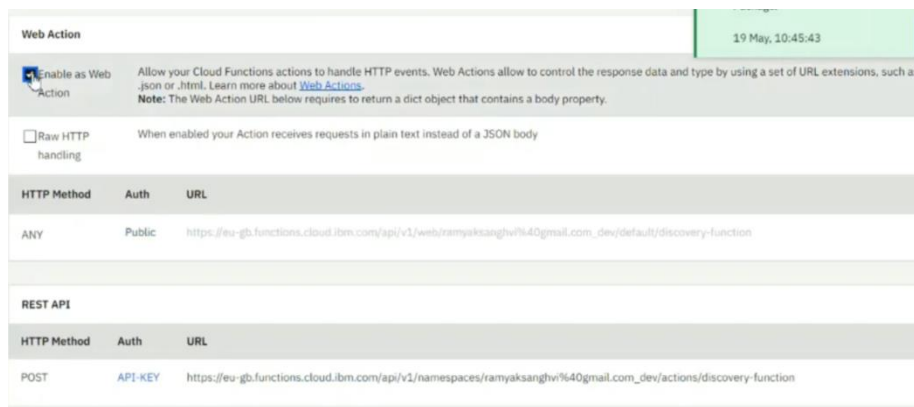 Web Action
19 May, 10:45:43
Enable as Web Action
Allow your Cloud Functions actions to handle HTTP events. Web Actions allow to control the response data and type by using a set of URL extensions, such a
.json or .html. Learn more about Web Actions.
Note: The Web Action URL below requires to return a dict object that contains a body property.
Raw HTTP handling
When enabled your Action receives requests in plain text instead of a JSON body
HTTP Method Auth URL
ANY Public https://eu-gb.functions.cloud.ibm.com/api/v1/web/ramyaksanghvi%40gmail.com_dev/default/discovery-function
REST API
HTTP Method Auth URL
POST API-KEY https://eu-gb.functions.cloud.ibm.com/api/v1/namespaces/ramyaksanghvi%40gmail.com_dev/actions/discovery-function